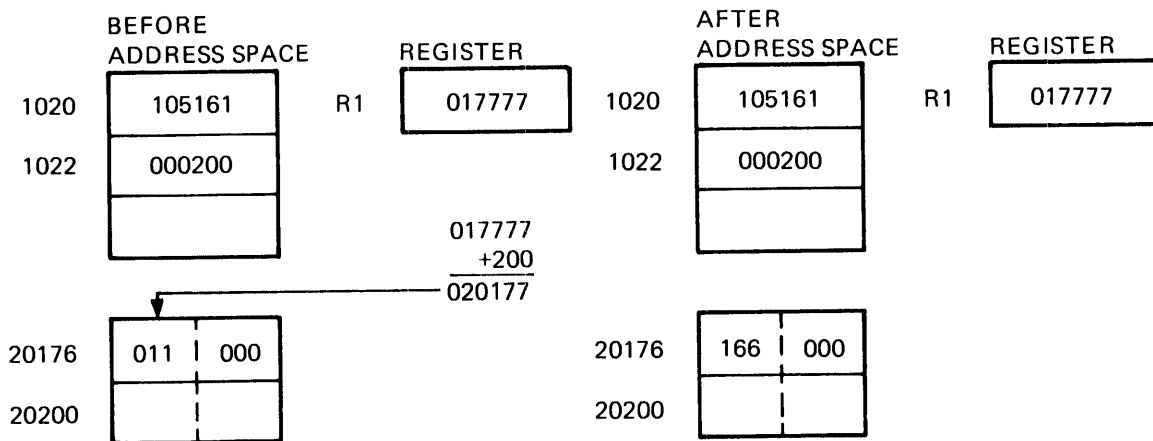 BEFORE
ADDRESS SPACE
REGISTER
1020 105161 R1 017777
1022 000200
017777
+200
020177
20176 011 000
20200
AFTER
ADDRESS SPACE
REGISTER
1020 105161 R1 017777
1022 000200
20176 166 000
20200